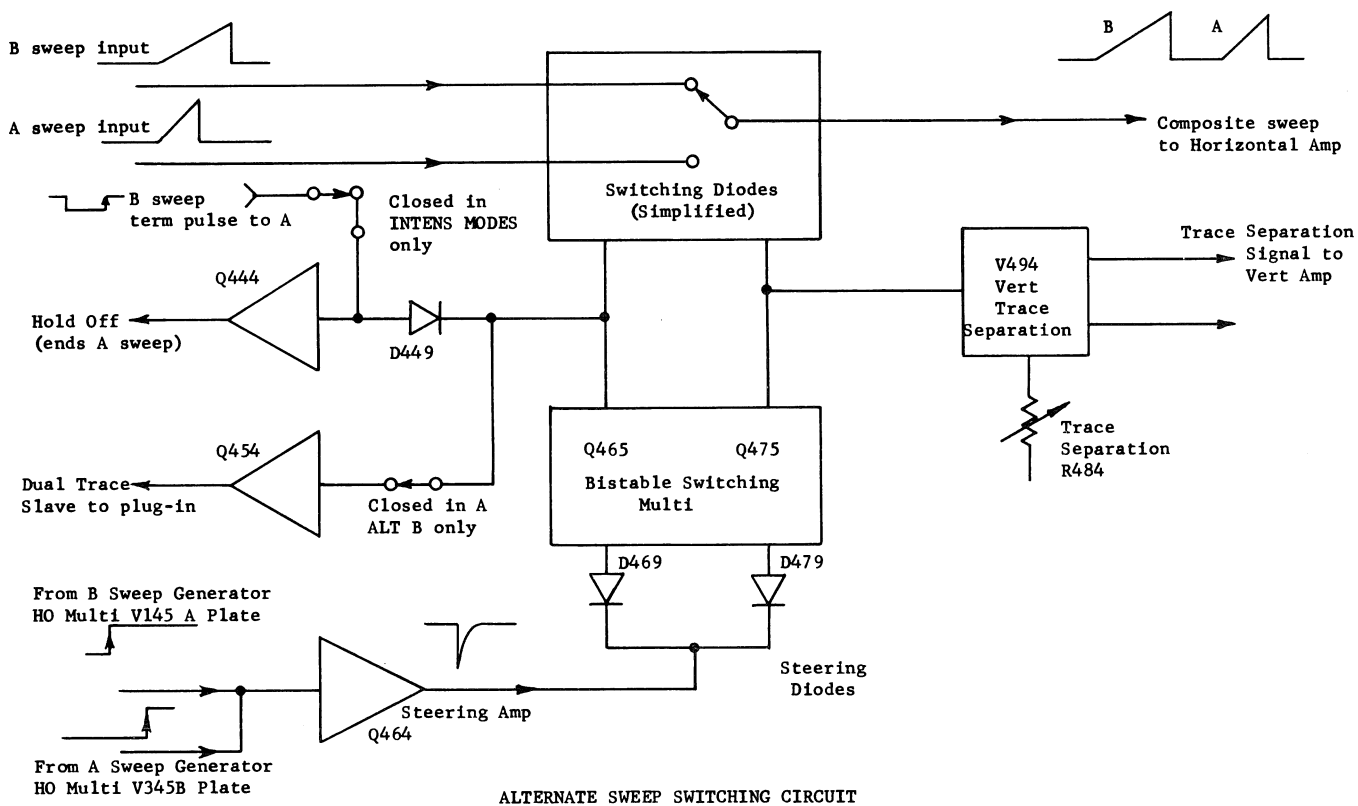 B sweep input
B
A
A sweep input
Composite sweep
to Horizontal Amp
B sweep
term pulse to A
Closed in
INTENS MODES
only
Switching Diodes
(Simplified)
Trace Separation
Signal to
Vert Amp
V494
Vert
Trace
Separation
Q444
Hold Off
(ends A sweep)
D449
Trace
Separation
R484
Q454
Dual Trace
Slave to plug-in
Closed in A
ALT B only
Q465
Q475
Bistable Switching
Multi
D469
D479
From B Sweep Generator
HO Multi V145 A Plate
Steering
Diodes
Steering Amp
Q464
From A Sweep Generator
HO Multi V345B Plate
ALTERNATE SWEEP SWITCHING CIRCUIT